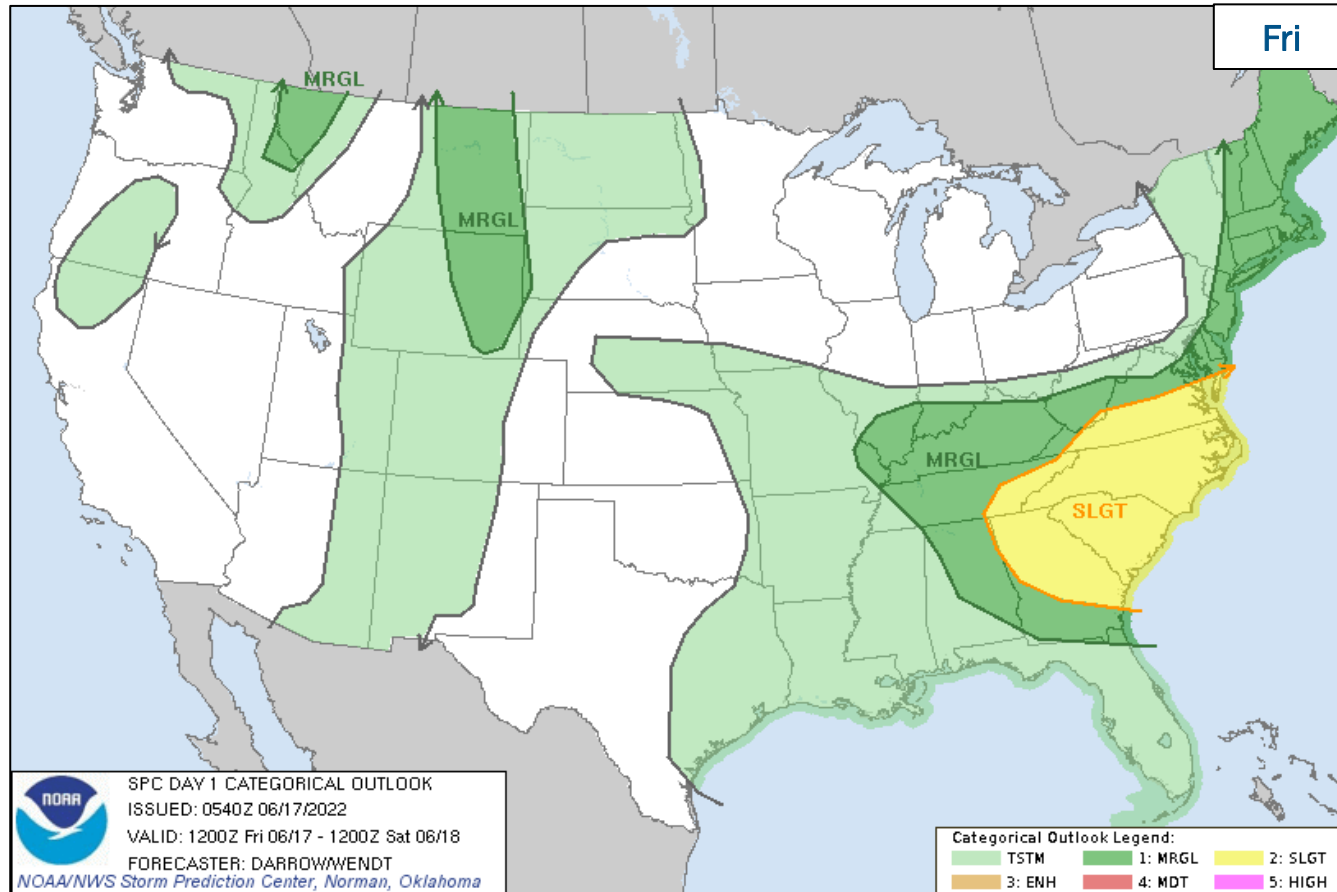 Fri
MRGL
MRGL
MRGL
SLGT
NOAA
SPC DAY 1 CATEGORICAL OUTLOOK
ISSUED: 0540Z 06/17/2022
VALID: 1200Z Fri 06/17 - 1200Z Sat 06/18
FORECASTER: DARROW/WENDT
NOAA/NWS Storm Prediction Center, Norman, Oklahoma
Categorical Outlook Legend:
TSTM 1: MRGL 2: SLGT
3: ENH 4: MDT 5: HIGH